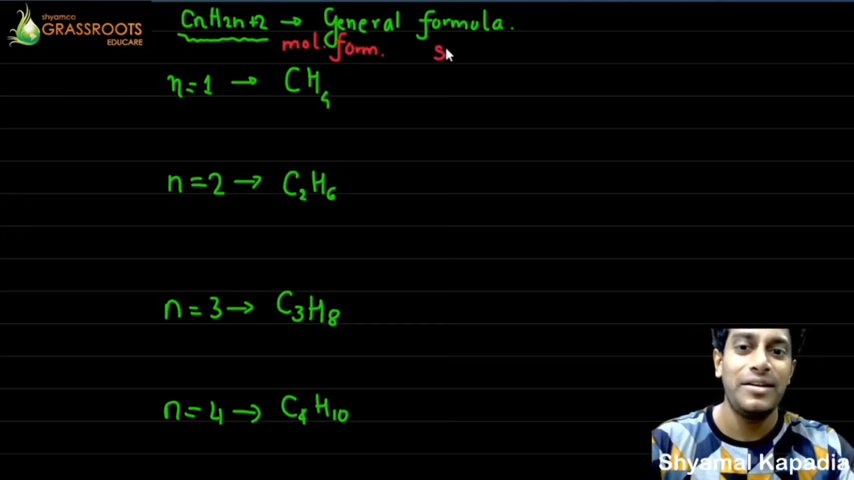 shyamco
GRASSROOTS
EDUCARE
CnH2n+2 → General formula.
mol. form. S
n=1 → CH4
n=2 → C2H6
n=3 → C3H8
n=4 → C4H10
Shyamal Kapadia